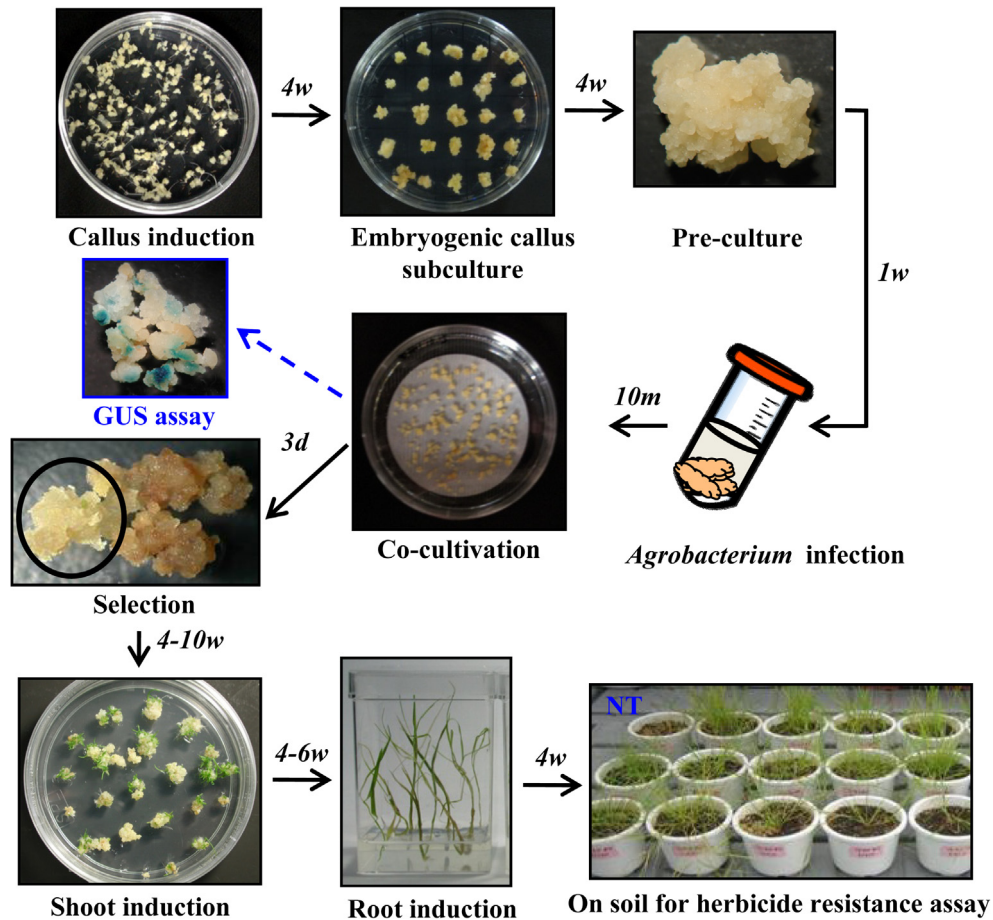 4w
4w
Callus induction
Embryogenic callus
subculture
Pre-culture
1w
GUS assay
10m
3d
Co-cultivation
Agrobacterium infection
Selection
4-10w
4-6w
4w
NT
Shoot induction
Root induction
On soil for herbicide resistance assay